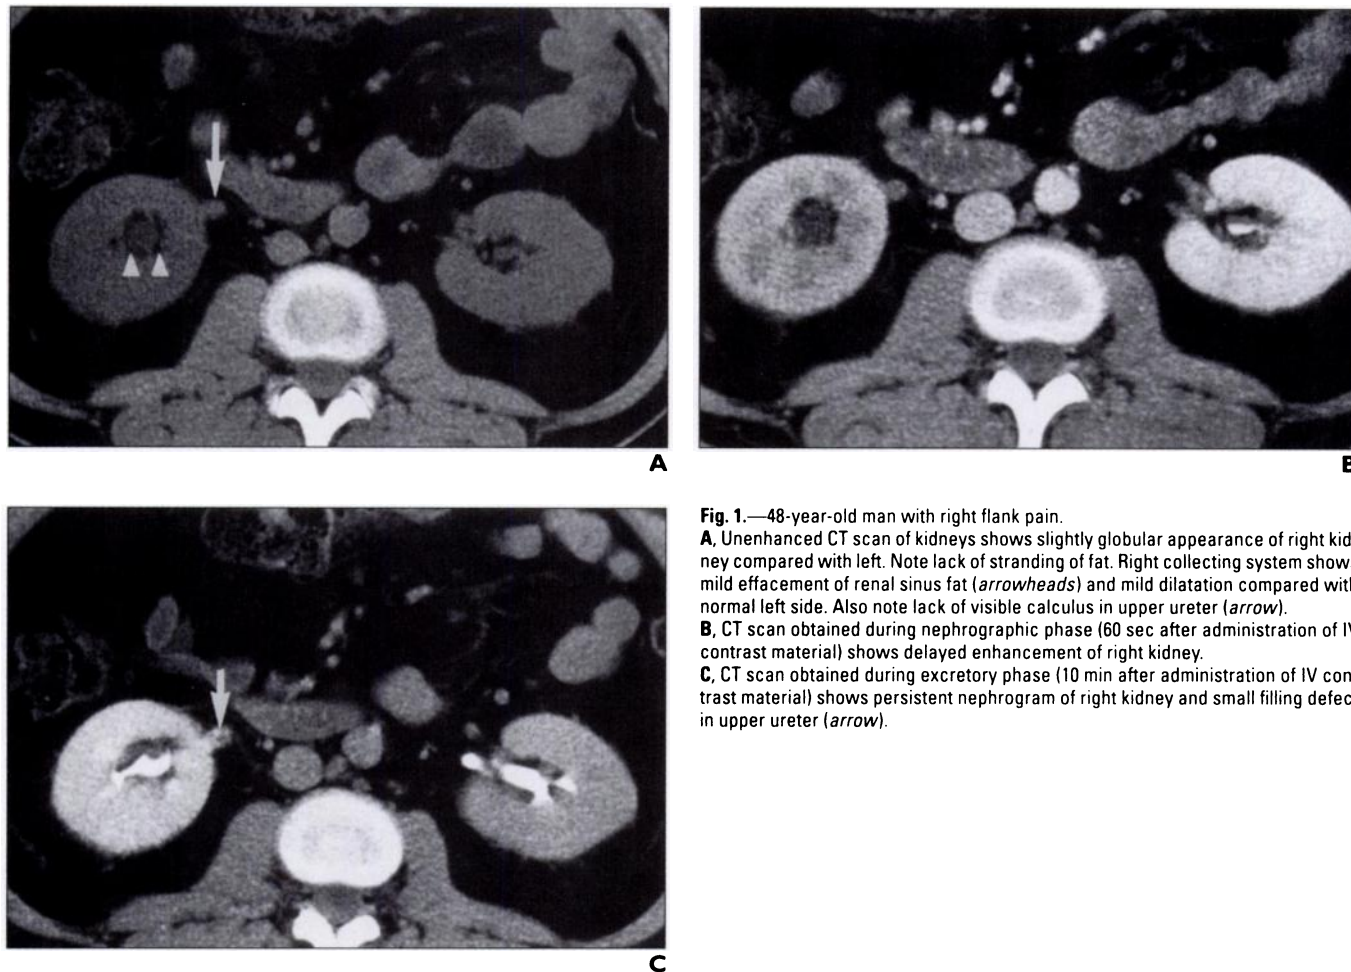 A
B
C
Fig. 1.—48-year-old man with right flank pain.
A, Unenhanced CT scan of kidneys shows slightly globular appearance of right kid
ney compared with left. Note lack of stranding of fat. Right collecting system show
mild effacement of renal sinus fat (arrowheads) and mild dilatation compared wit
normal left side. Also note lack of visible calculus in upper ureter (arrow).
B, CT scan obtained during nephrographic phase (60 sec after administration of I
contrast material) shows delayed enhancement of right kidney.
C, CT scan obtained during excretory phase (10 min after administration of IV con
trast material) shows persistent nephrogram of right kidney and small filling defec
in upper ureter (arrow).